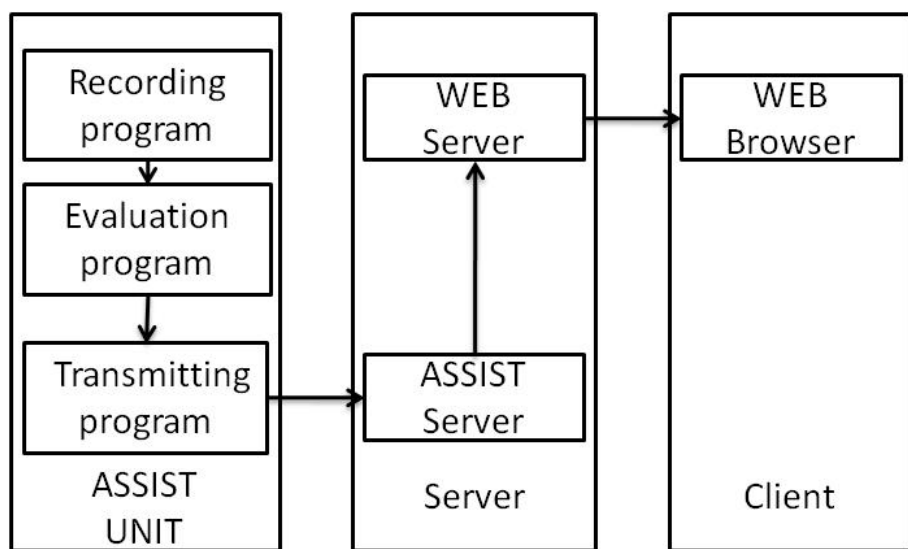 Recording
program
Evaluation
program
Transmitting
program
ASSIST
UNIT
WEB
Server
ASSIST
Server
Server
WEB
Browser
Client